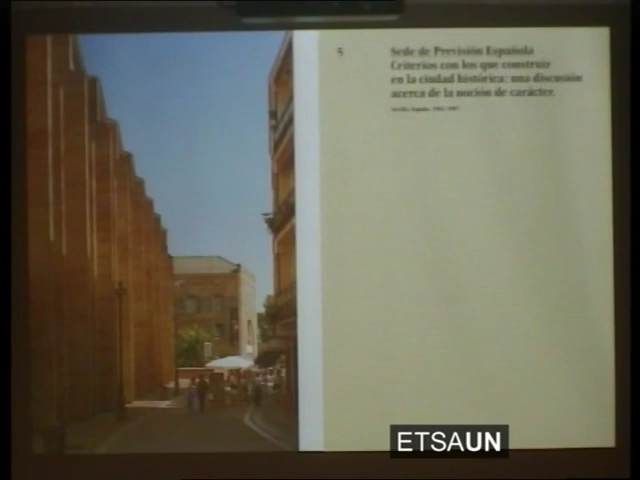 5
Sede de Previsión Española
Criterios con los que construir
en la ciudad histórica: una discusión
acerca de la noción de carácter.
ETSAUN